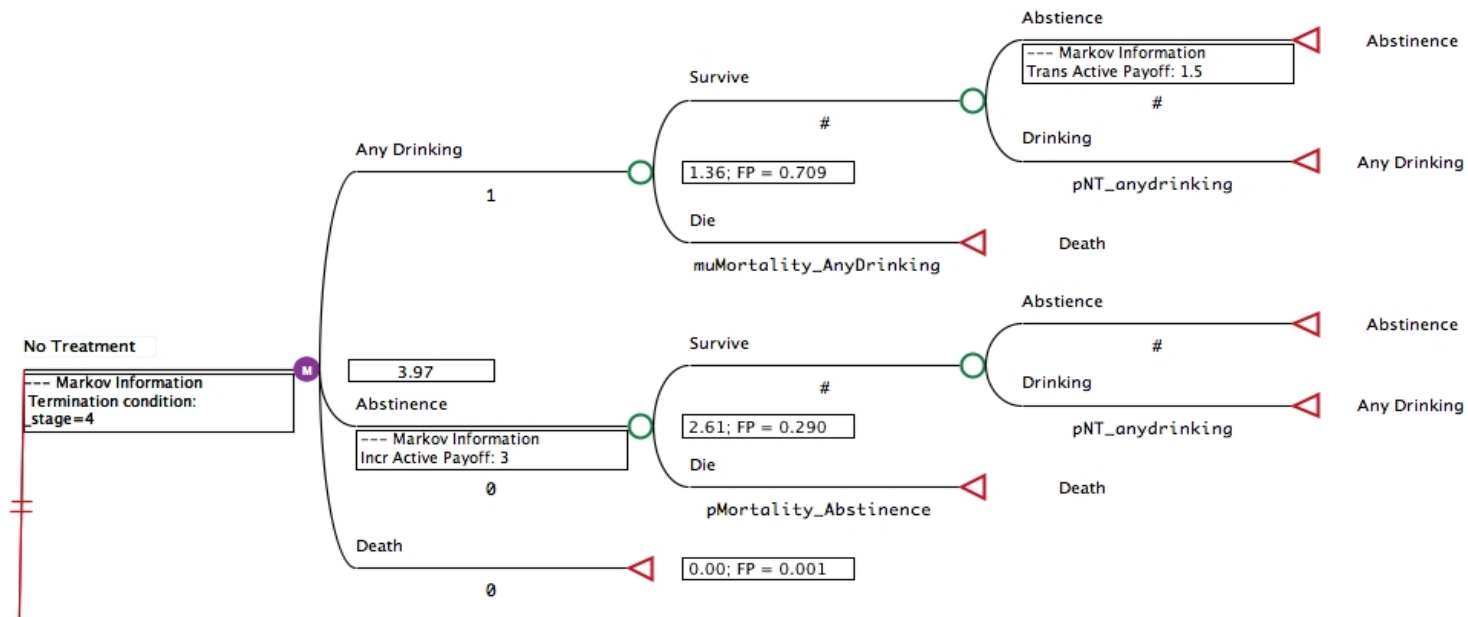 Abstience
Abstinence
--- Markov Information
Trans Active Payoff: 1.5
#
Survive
#
Drinking
Any Drinking
pNT_anydrinking
Any Drinking
1
1.36; FP = 0.709
Die
Death
muMortality_AnyDrinking
Abstience
Abstinence
#
No Treatment
M
--- Markov Information
Termination condition:
_stage=4
3.97
Survive
#
Drinking
Any Drinking
pNT_anydrinking
Abstinence
--- Markov Information
Incr Active Payoff: 3
0
2.61; FP = 0.290
Die
Death
pMortality_Abstinence
Death
0
0.00; FP = 0.001